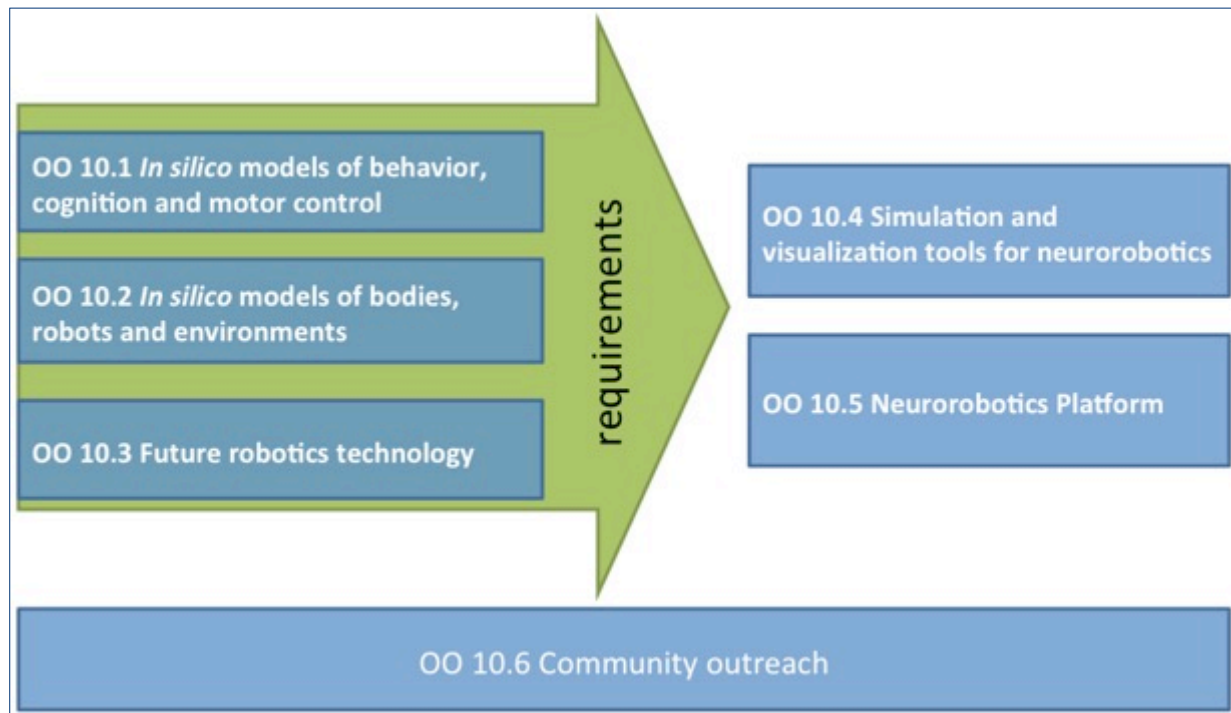 OO 10.1 In silico models of behavior,
cognition and motor control
OO 10.2 In silico models of bodies,
robots and environments
OO 10.3 Future robotics technology
requirements
OO 10.4 Simulation and
visualization tools for neurorobotics
OO 10.5 Neurorobotics Platform
OO 10.6 Community outreach